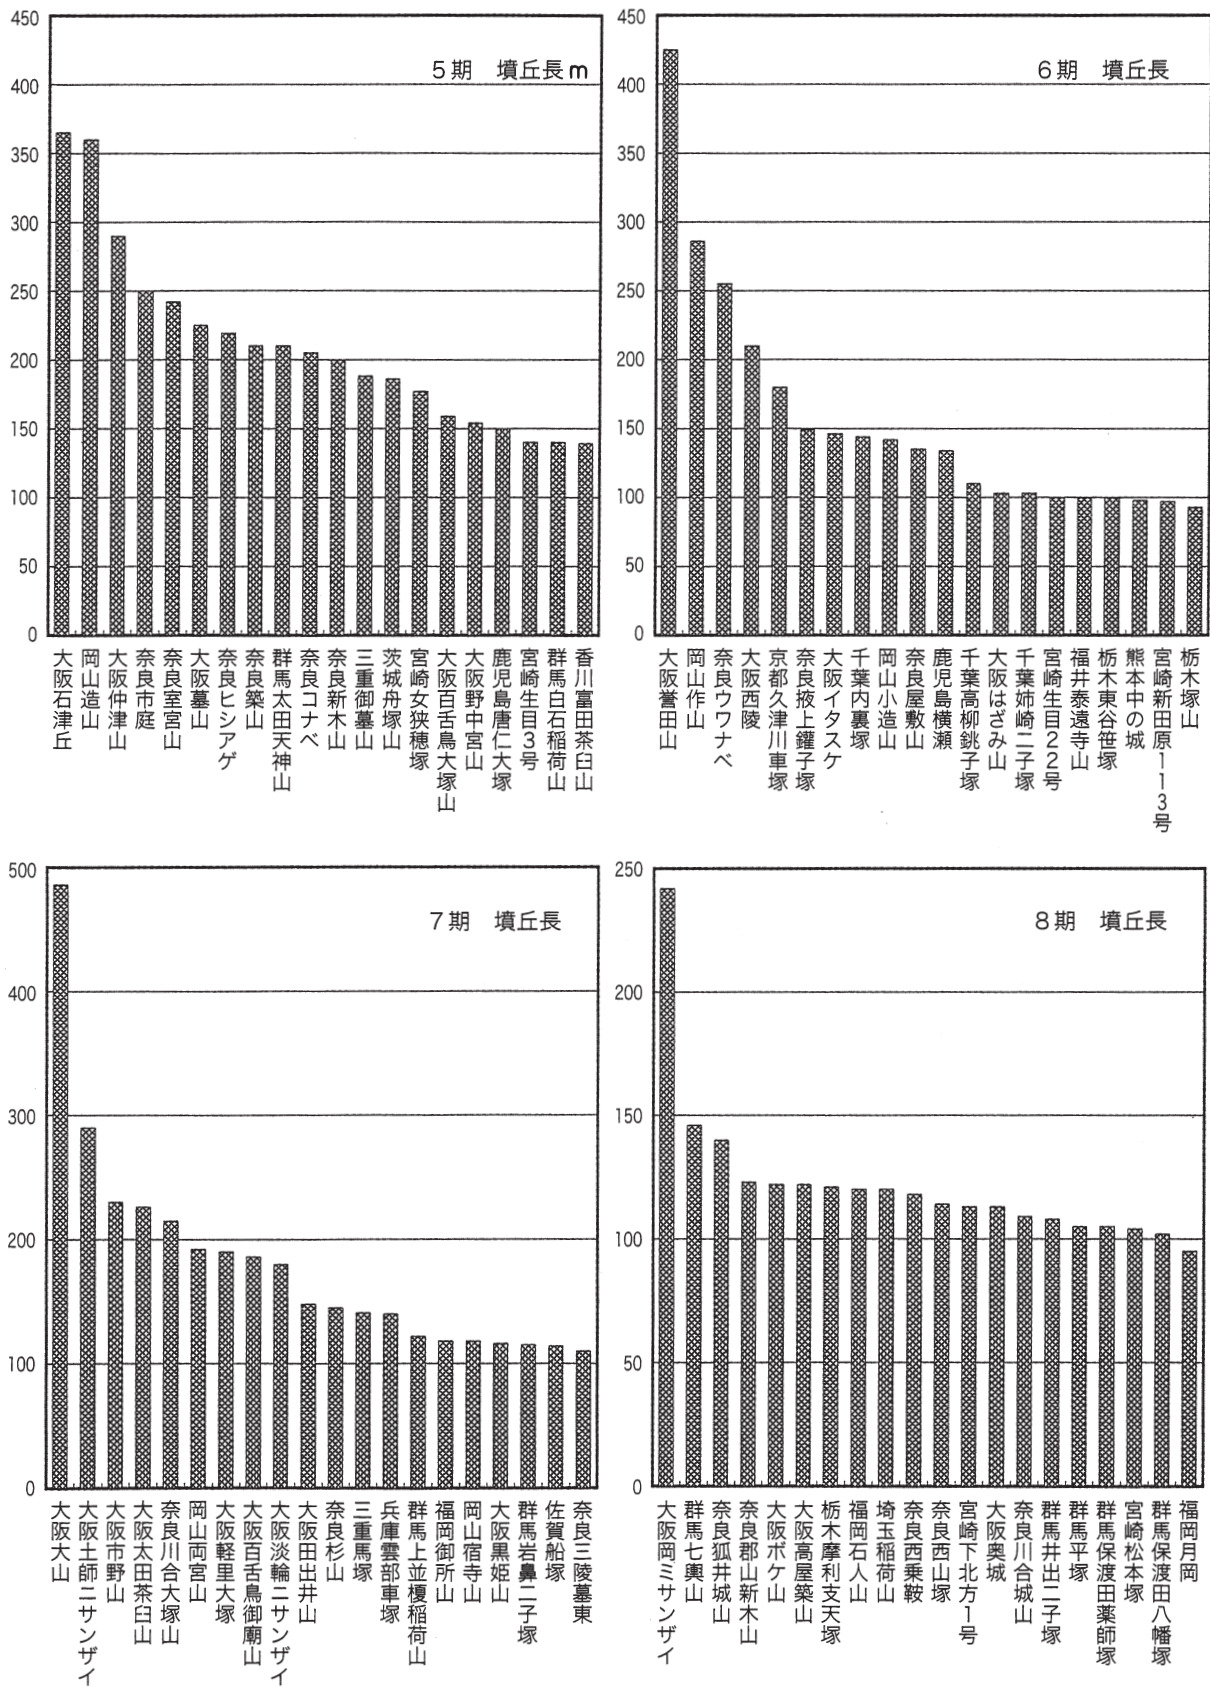 5期 墳丘長m
450
400
350
300
250
200
150
100
50
0
大阪石津丘
岡山造山
大阪仲津山
奈良市庭
奈良室宮山
大阪墓山
奈良ヒシアゲ
奈良築山
群馬太田天神山
奈良コナベ
奈良新木山
三重御墓山
茨城舟塚山
宮崎女狭穂塚
大阪百舌鳥大塚山
大阪野中宮山
鹿児島唐仁大塚
宮崎生目3号
群馬白石稲荷山
香川富田茶臼山
6期 墳丘長
450
400
350
300
250
200
150
100
50
0
大阪誉田山
岡山作山
奈良ウワナベ
大阪西陵
京都久津川車塚
奈良掖上鑵子塚
大阪イタスケ
千葉内裏塚
岡山小造山
奈良屋敷山
鹿児島横瀬
千葉高柳銚子塚
大阪はざみ山
千葉姉崎二子塚
宮崎生目22号
福井泰遠寺山
栃木東谷笹塚
熊本中の城
宮崎新田原113号
栃木塚山
7期 墳丘長
500
400
300
200
100
0
大阪大山
大阪土師ニサンザイ
大阪市野山
大阪太田茶臼山
奈良川合大塚山
岡山両宮山
大阪軽里大塚
大阪百舌鳥御廟山
大阪淡輪ニサンザイ
大阪田出井山
奈良杉山
三重馬塚
兵庫雲部車塚
群馬上並榎稲荷山
福岡御所山
岡山宿寺山
大阪黒姫山
群馬岩鼻二子塚
佐賀船塚
奈良三陵墓東
8期 墳丘長
250
200
150
100
50
0
大阪岡ミサンザイ
群馬七輿山
奈良狐井城山
奈良郡山新木山
大阪ボケ山
大阪高屋築山
栃木摩利支天塚
福岡石人山
埼玉稲荷山
奈良西乗鞍
奈良西山塚
宮崎下北方1号
大阪奥城
奈良川合城山
群馬井出二子塚
群馬平塚
群馬保渡田薬師塚
宮崎松本塚
群馬保渡田八幡塚
福岡月岡